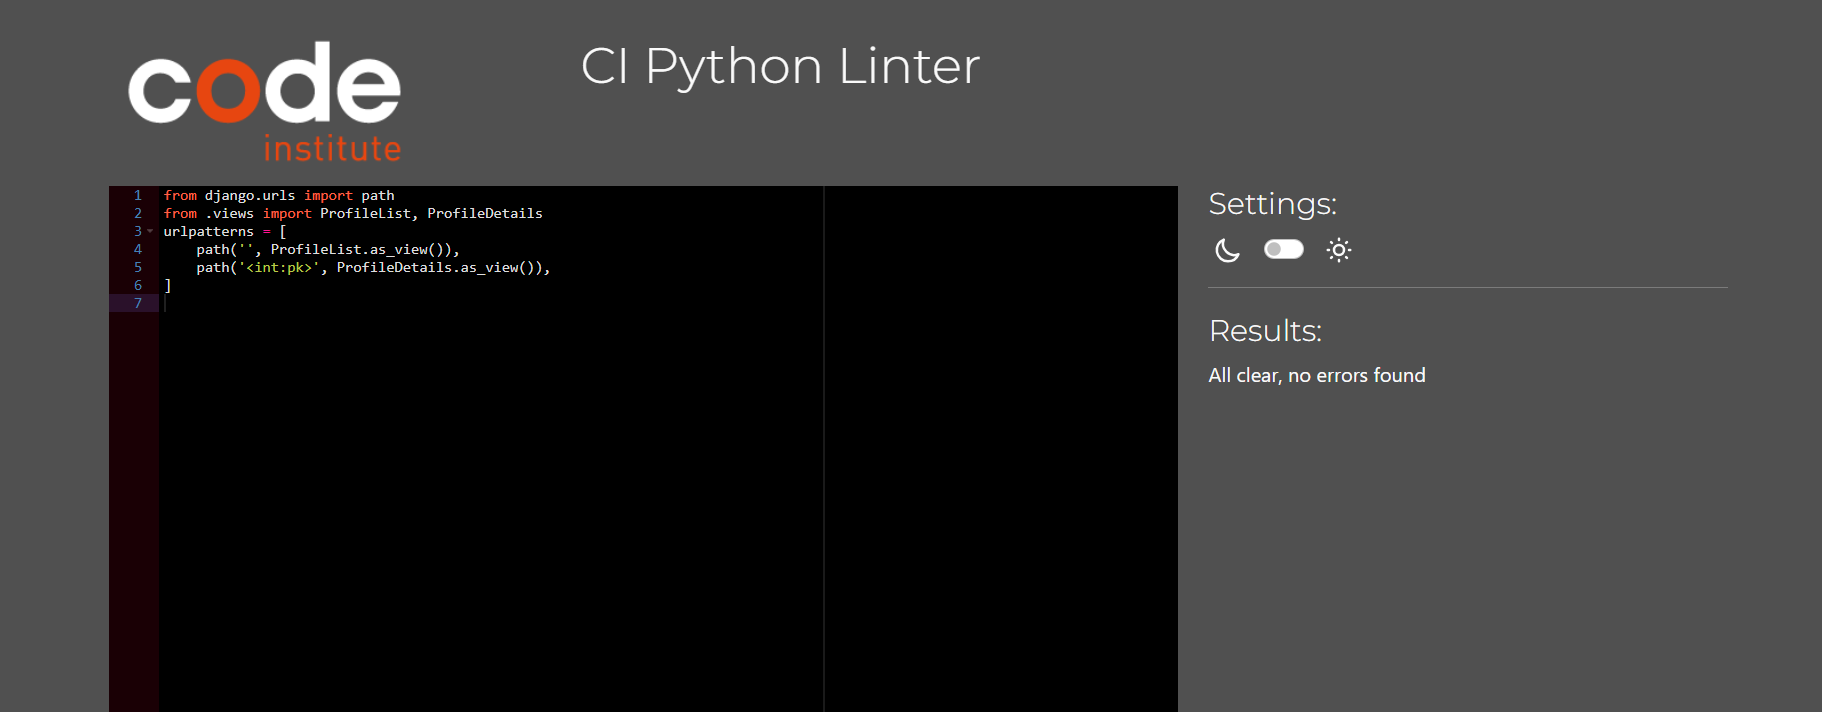 code
institute
CI Python Linter
1 from django.urls import path
2 from .views import ProfileList, ProfileDetails
3 urlpatterns = [
4     path('', ProfileList.as_view()),
5     path('<int:pk>', ProfileDetails.as_view()),
6 ]
7
Settings:
Results:
All clear, no errors found